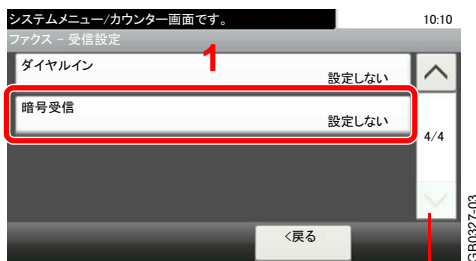 システムメニュー/カウンター画面です。
10:10
ファクス - 受信設定
1
ダイヤルイン
設定しない
暗号受信
設定しない
4/4
<戻る
GB0327-03